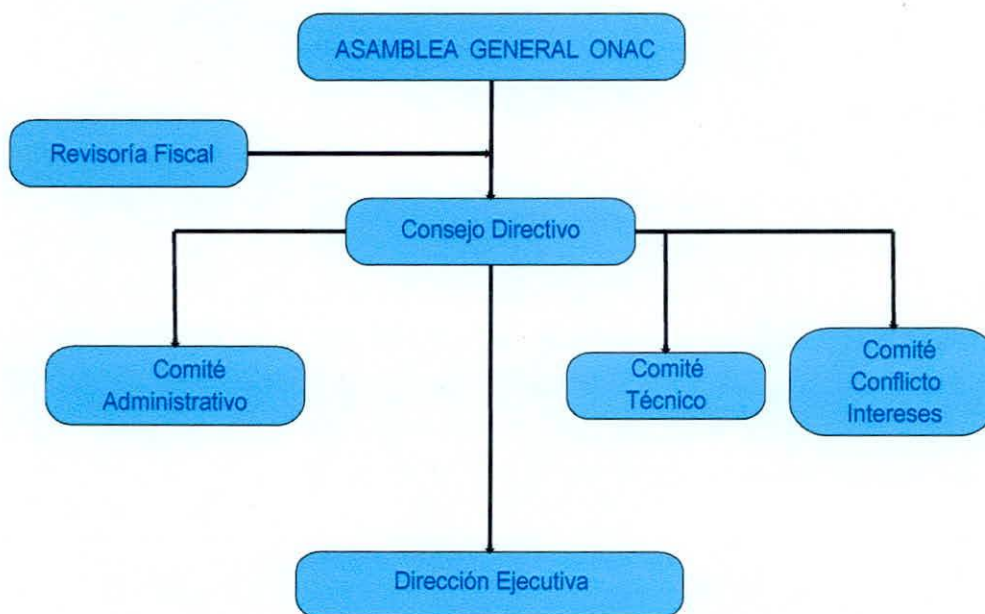 ASAMBLEA GENERAL ONAC
Revisoría Fiscal
Consejo Directivo
Comité
Administrativo
Comité
Técnico
Comité
Conflicto
Intereses
Dirección Ejecutiva